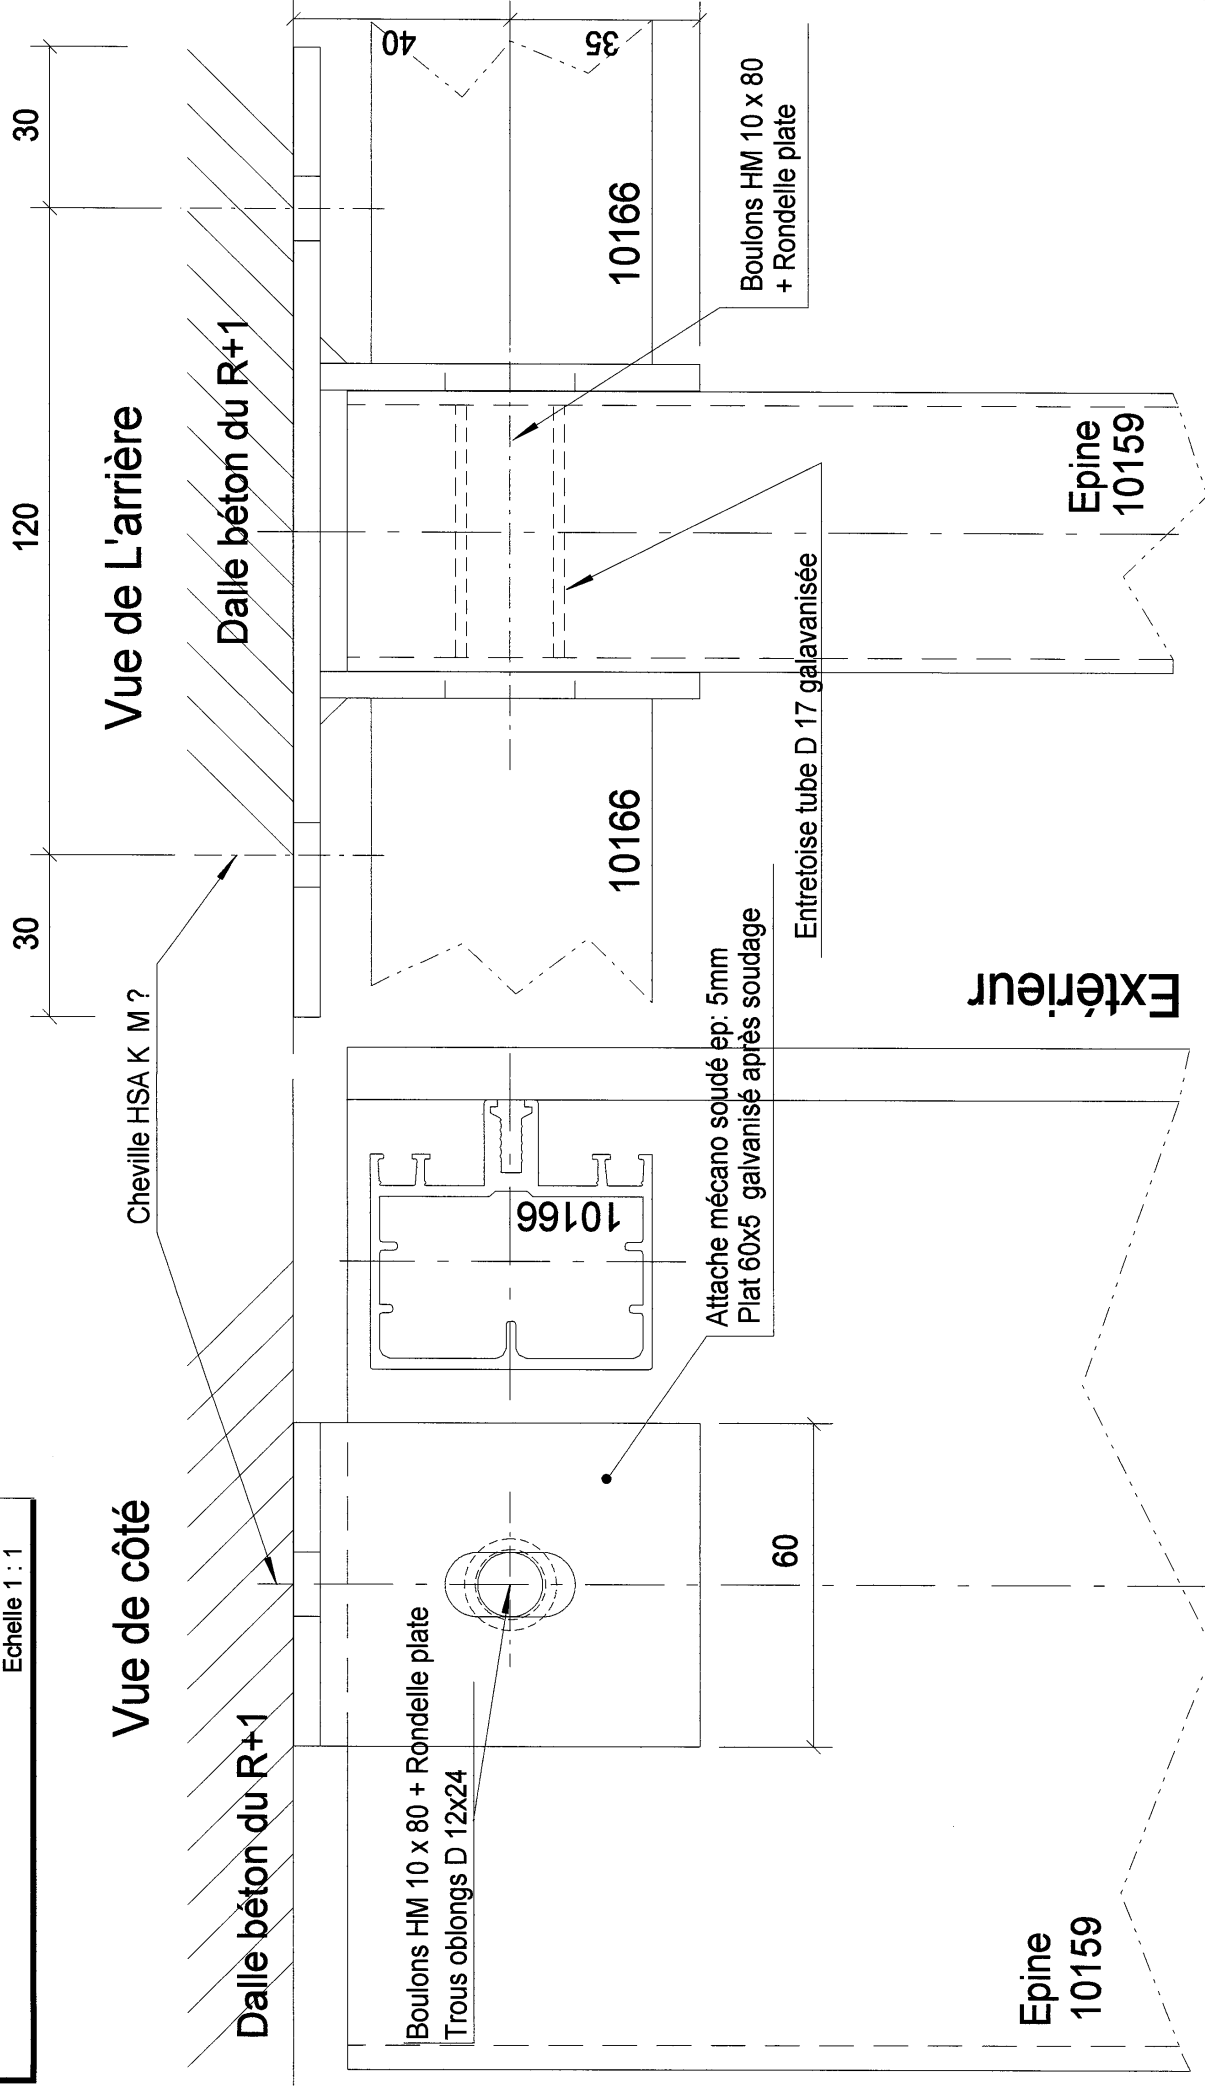 Echelle 1 : 1
Vue de côté
Dalle béton du R+1
Cheville HSA K M ?
Boulons HM 10 x 80 + Rondelle plate
Trous oblongs D 12x24
10166
Attache mécano soudé ep: 5mm
Plat 60x5 galvanisé après soudage
60
Epine
10159
Extérieur
30
120
30
Vue de L'arrière
Dalle béton du R+1
40
35
10166
10166
Boulons HM 10 x 80
+ Rondelle plate
Entretoise tube D 17 galavanisée
Epine
10159